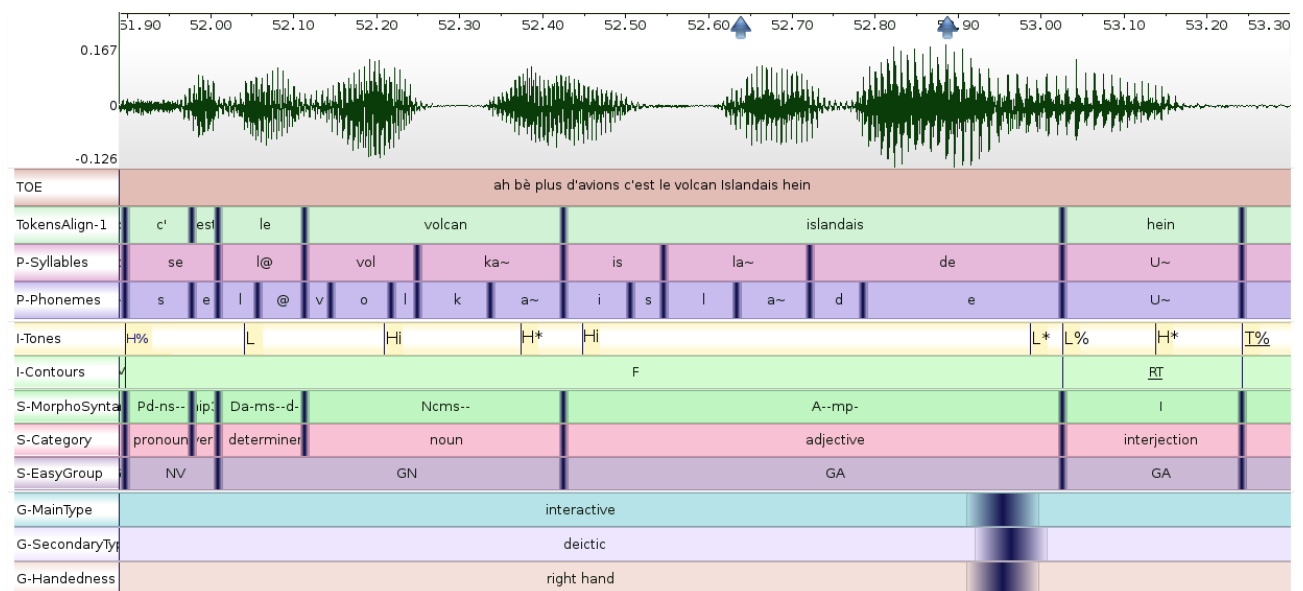 51.90 52.00 52.10 52.20 52.30 52.40 52.50 52.60 52.70 52.80 52.90 53.00 53.10 53.20 53.30
0.167
0
-0.126
TOE ah bè plus d'avions c'est le volcan Islandais hein
TokensAlign-1 c' est le volcan islandais hein
P-Syllables se l@ vol ka~ is la~ de U~
P-Phonemes s e l @ v o l k a~ i s l a~ d e U~
I-Tones H% L Hi H* Hi L* L% H* T%
I-Contours F RT
S-MorphoSynta Pd-ns-- Da-ms--d- Ncms-- A--mp- I
S-Category pronoun ver determiner noun adjective interjection
S-EasyGroup NV GN GA GA
G-MainType interactive
G-SecondaryTyp deictic
G-Handedness right hand